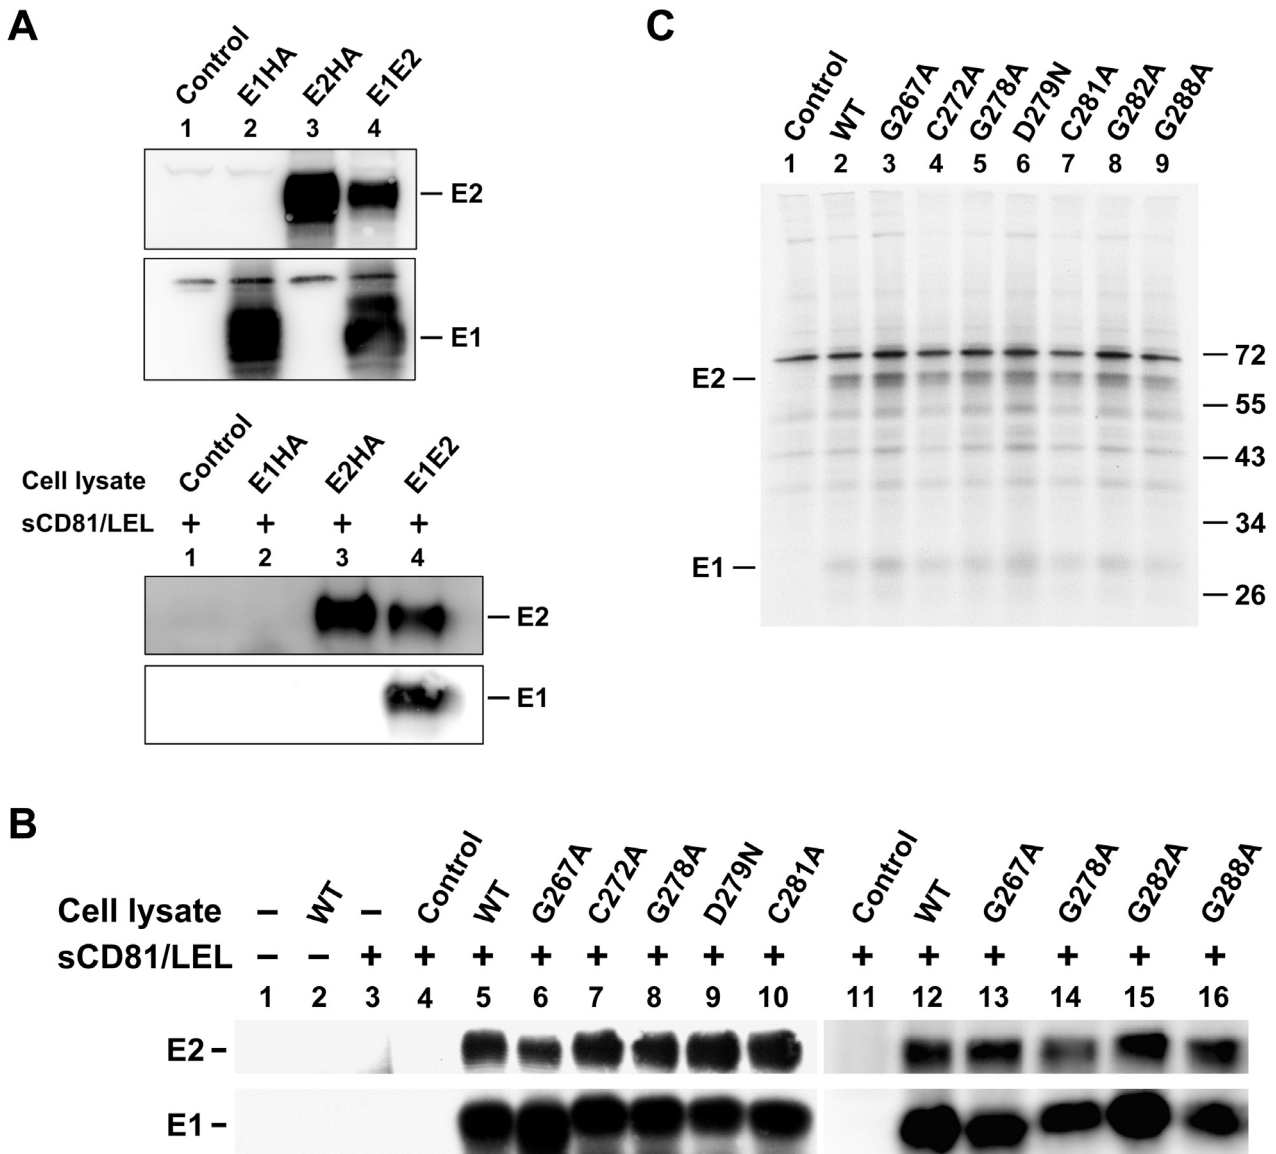 A
Control E1HA E2HA E1E2
1 2 3 4
E2
E1
Control E1HA E2HA E1E2
Cell lysate
sCD81/LEL + + + +
1 2 3 4
E2
E1
C
Control WT G267A C272A G278A D279N C281A G282A G288A
1 2 3 4 5 6 7 8 9
72
E2
55
43
34
E1
26
B
Cell lysate – WT – Control WT G267A C272A G278A D279N C281A Control WT G267A G278A G282A G288A
sCD81/LEL – – + + + + + + + + + + + + + +
1 2 3 4 5 6 7 8 9 10 11 12 13 14 15 16
E2
E1